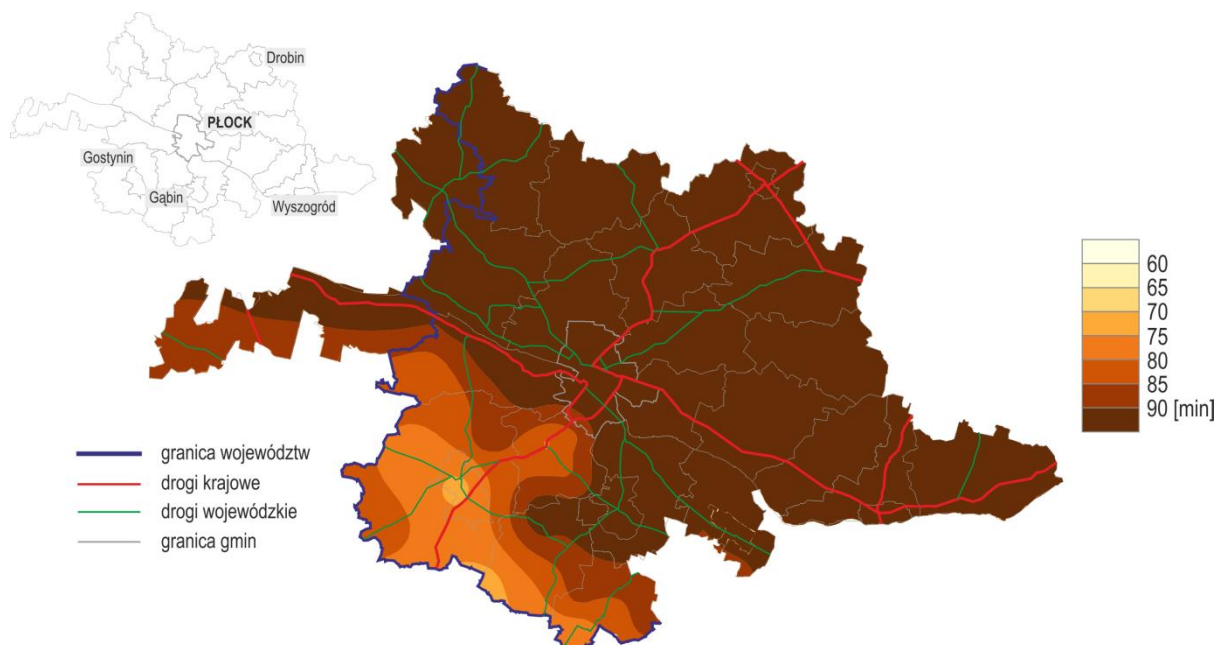 Drobin
PŁOCK
Gostynin
Gąbin
Wyszogród
60
65
70
75
80
85
90 [min]
granica województw
drogi krajowe
drogi wojewódzkie
granica gmin